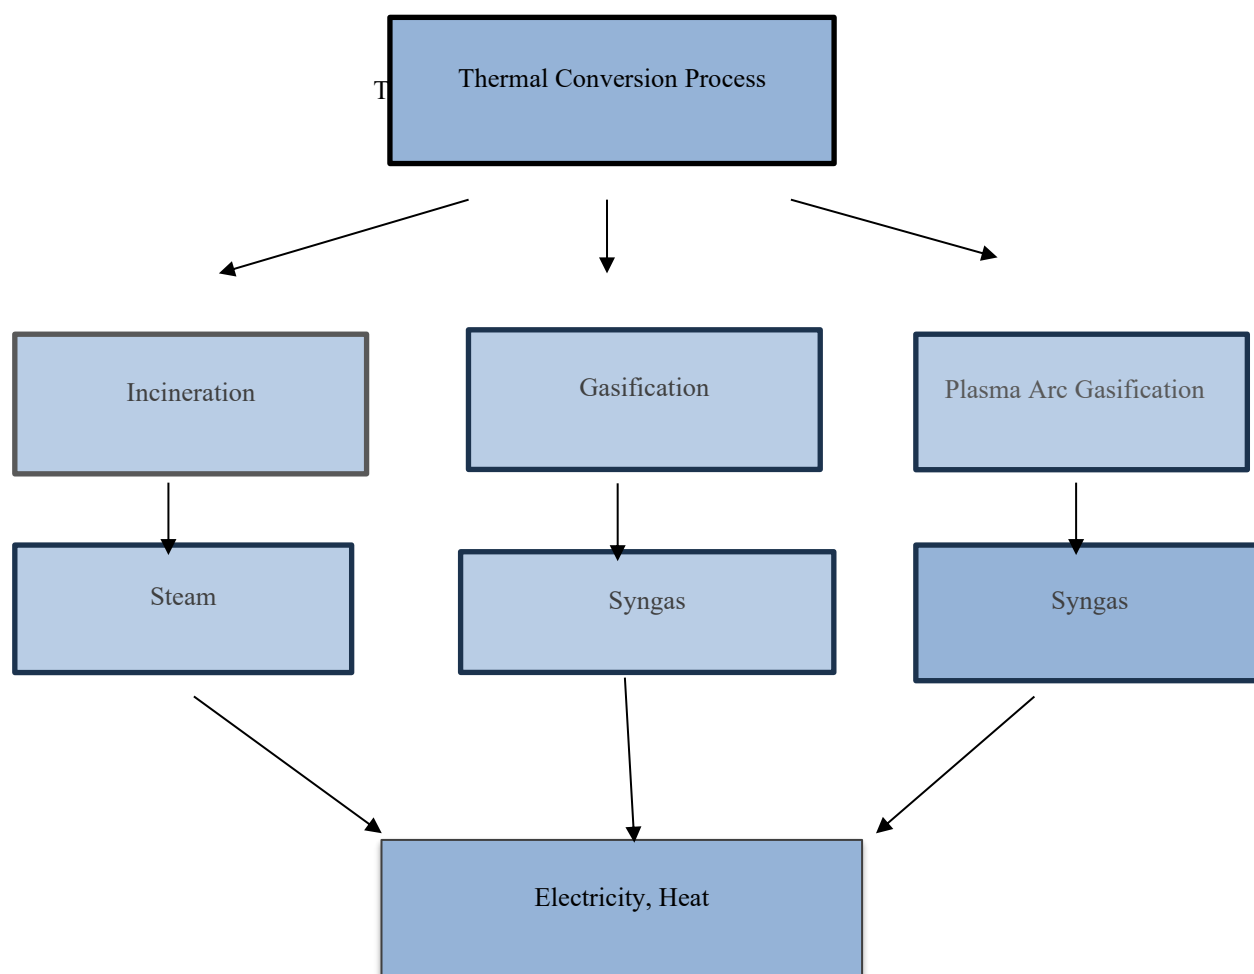 Thermal Conversion Process
T
Incineration
Gasification
Plasma Arc Gasification
Steam
Syngas
Syngas
Electricity, Heat